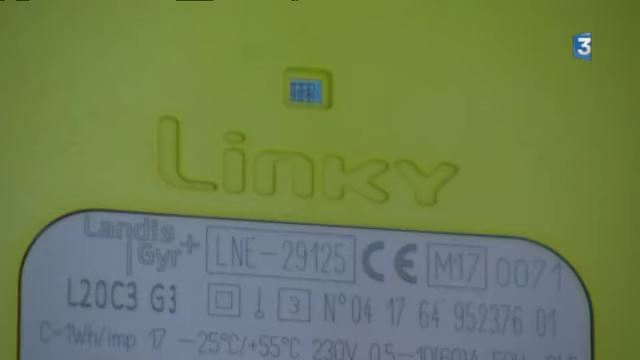 3
Linky
Landis
Gyr+ LNE-29125 CE M17 0071
L20C3 G3 3 N°04 17 64 952376 01
C=1Wh/imp 17 -25°C/+55°C 230V